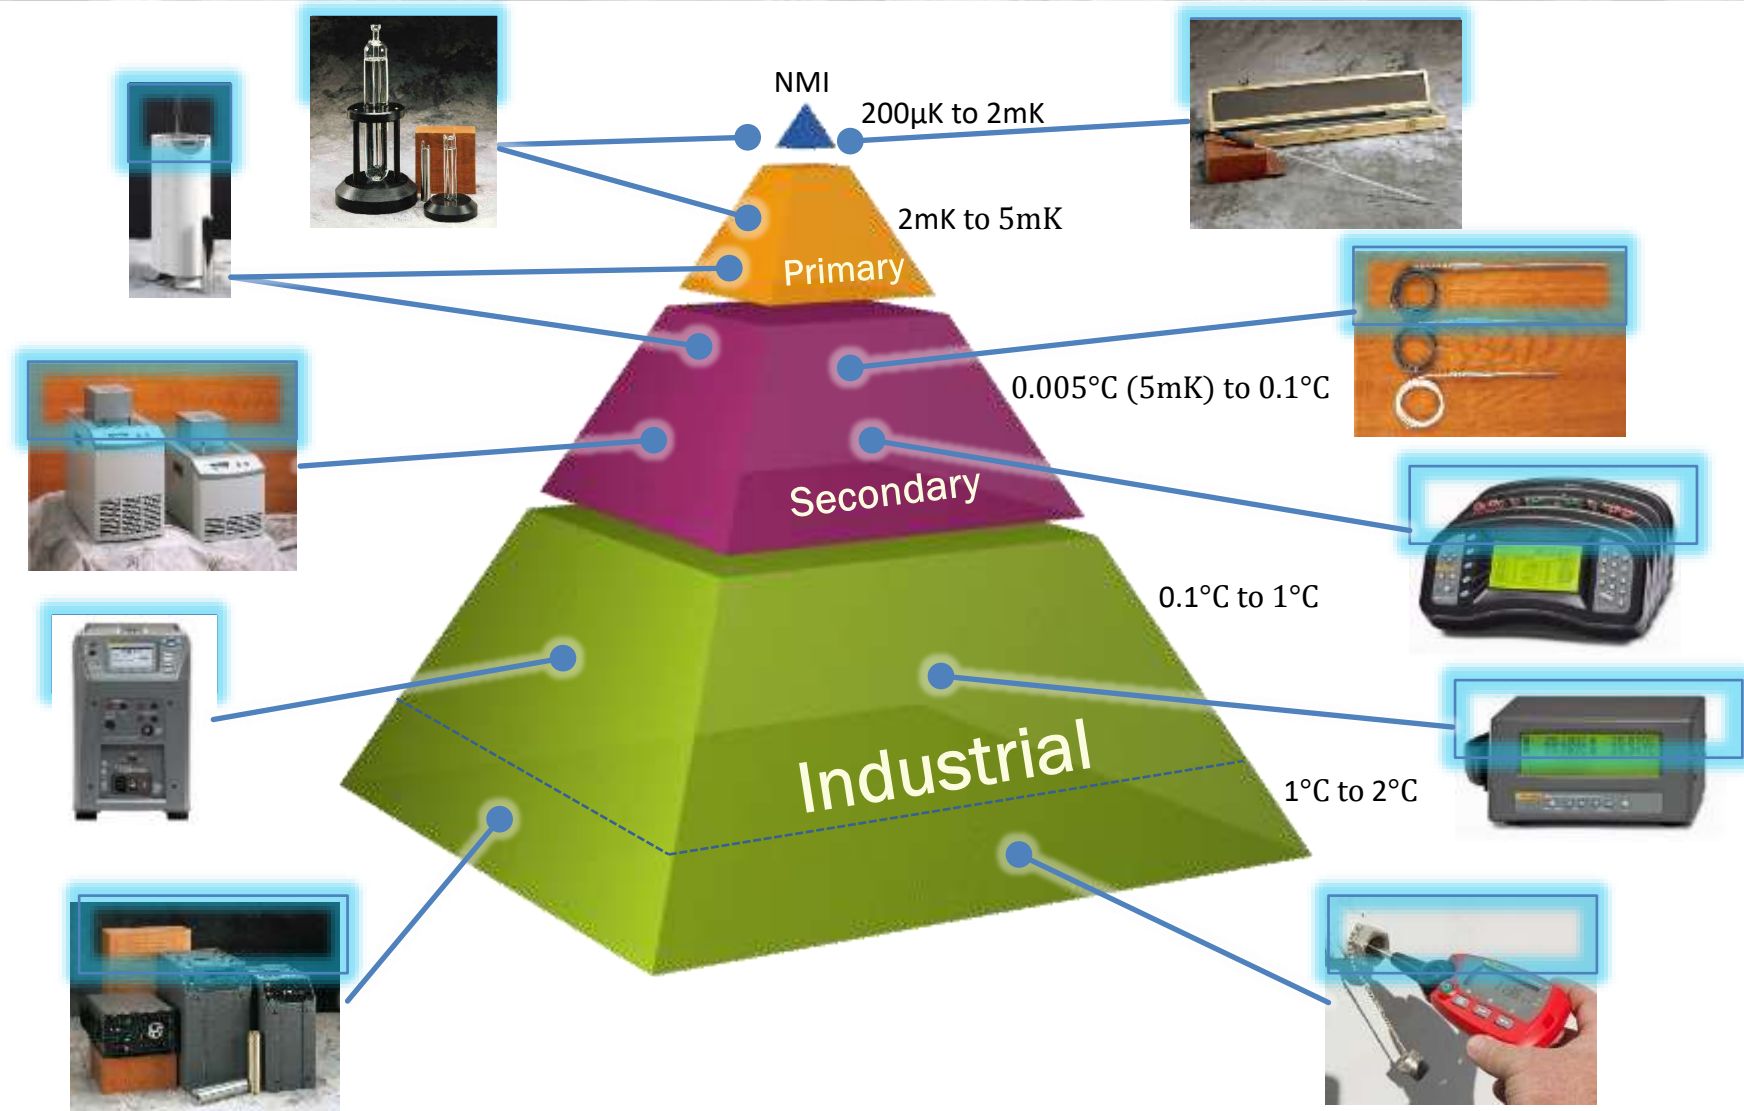 NMI
200µK to 2mK
2mK to 5mK
Primary
0.005°C (5mK) to 0.1°C
Secondary
0.1°C to 1°C
Industrial
1°C to 2°C